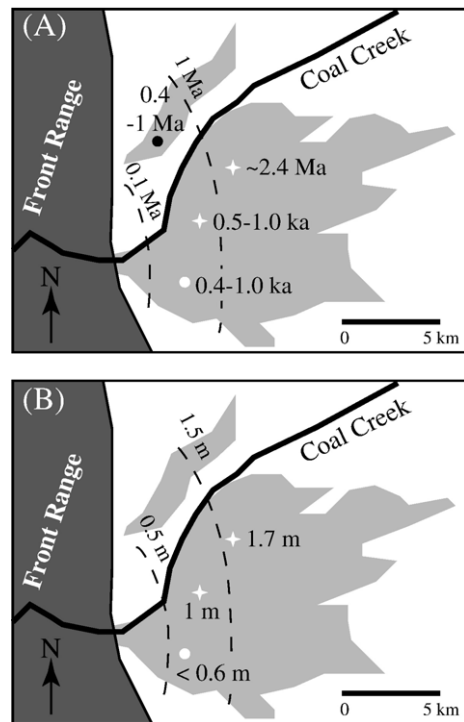 (A)
Front Range
Coal Creek
1 Ma
0.4
-1 Ma
0.1 Ma
~2.4 Ma
0.5-1.0 ka
0.4-1.0 ka
N
0
5 km
(B)
Front Range
Coal Creek
1.5 m
0.5 m
1.7 m
1 m
< 0.6 m
N
0
5 km